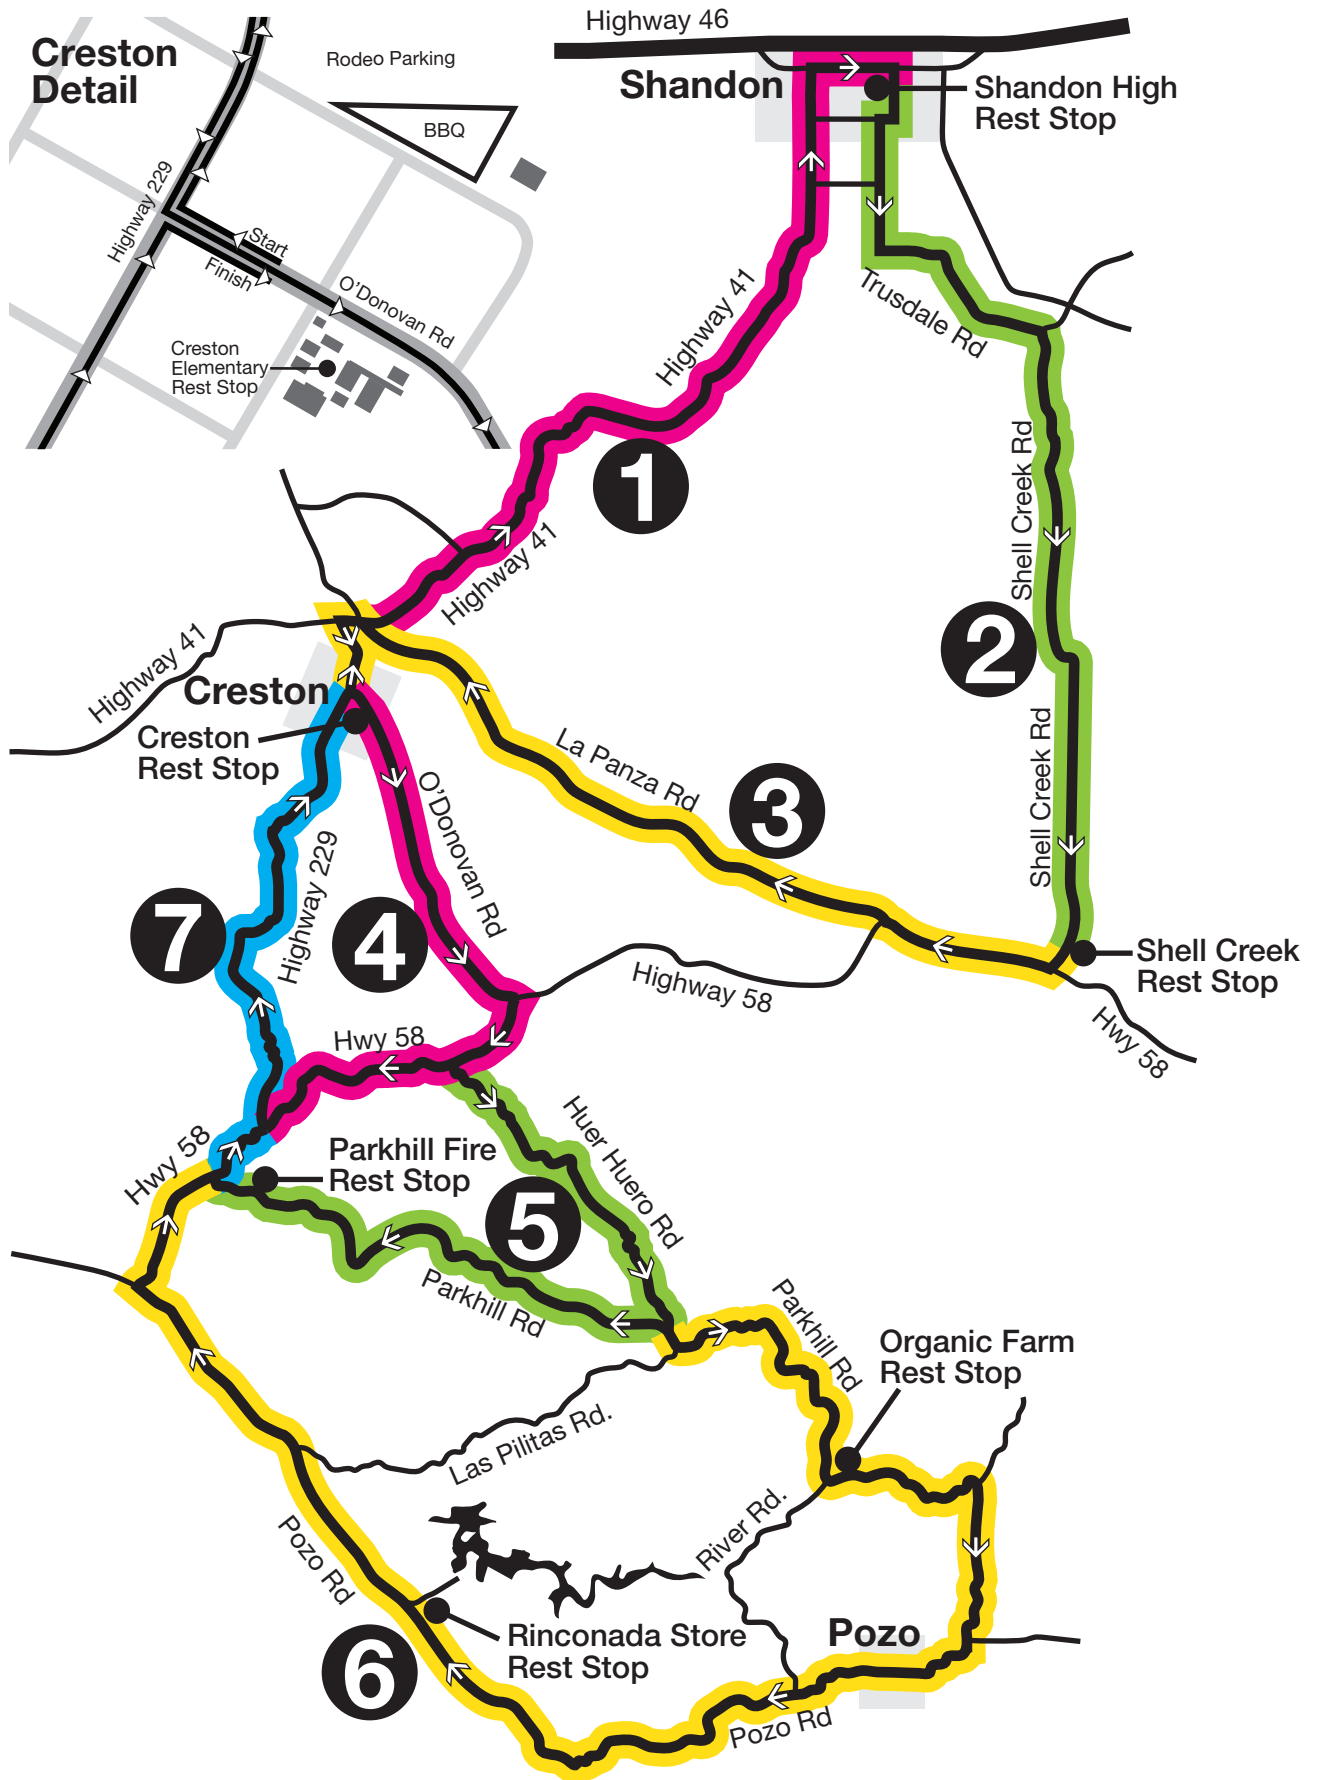 Creston
Detail
Rodeo Parking
BBQ
Highway 229
Start
Finish
O'Donovan Rd
Creston
Elementary
Rest Stop
Highway 46
Shandon
Shandon High
Rest Stop
Highway 41
Trusdale Rd
1
Highway 41
Shell Creek Rd
2
Highway 41
Creston
Creston
Rest Stop
La Panza Rd
3
Shell Creek Rd
O'Donovan Rd
Highway 229
7
4
Highway 58
Shell Creek
Rest Stop
Hwy 58
Hwy 58
Hwy 58
Parkhill Fire
Rest Stop
Huer Huero Rd
5
Parkhill Rd
Parkhill Rd
Organic Farm
Rest Stop
Las Pilitas Rd.
River Rd.
Pozo Rd
Rinconada Store
Rest Stop
6
Pozo
Pozo Rd